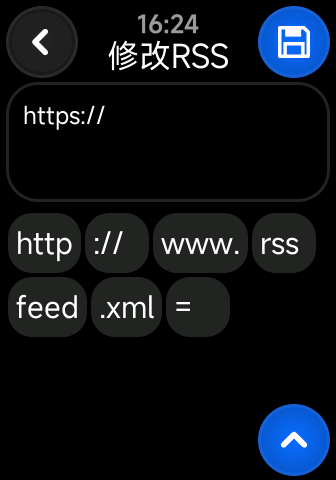 16:24
修改RSS
https://
http :// www. rss
feed .xml =